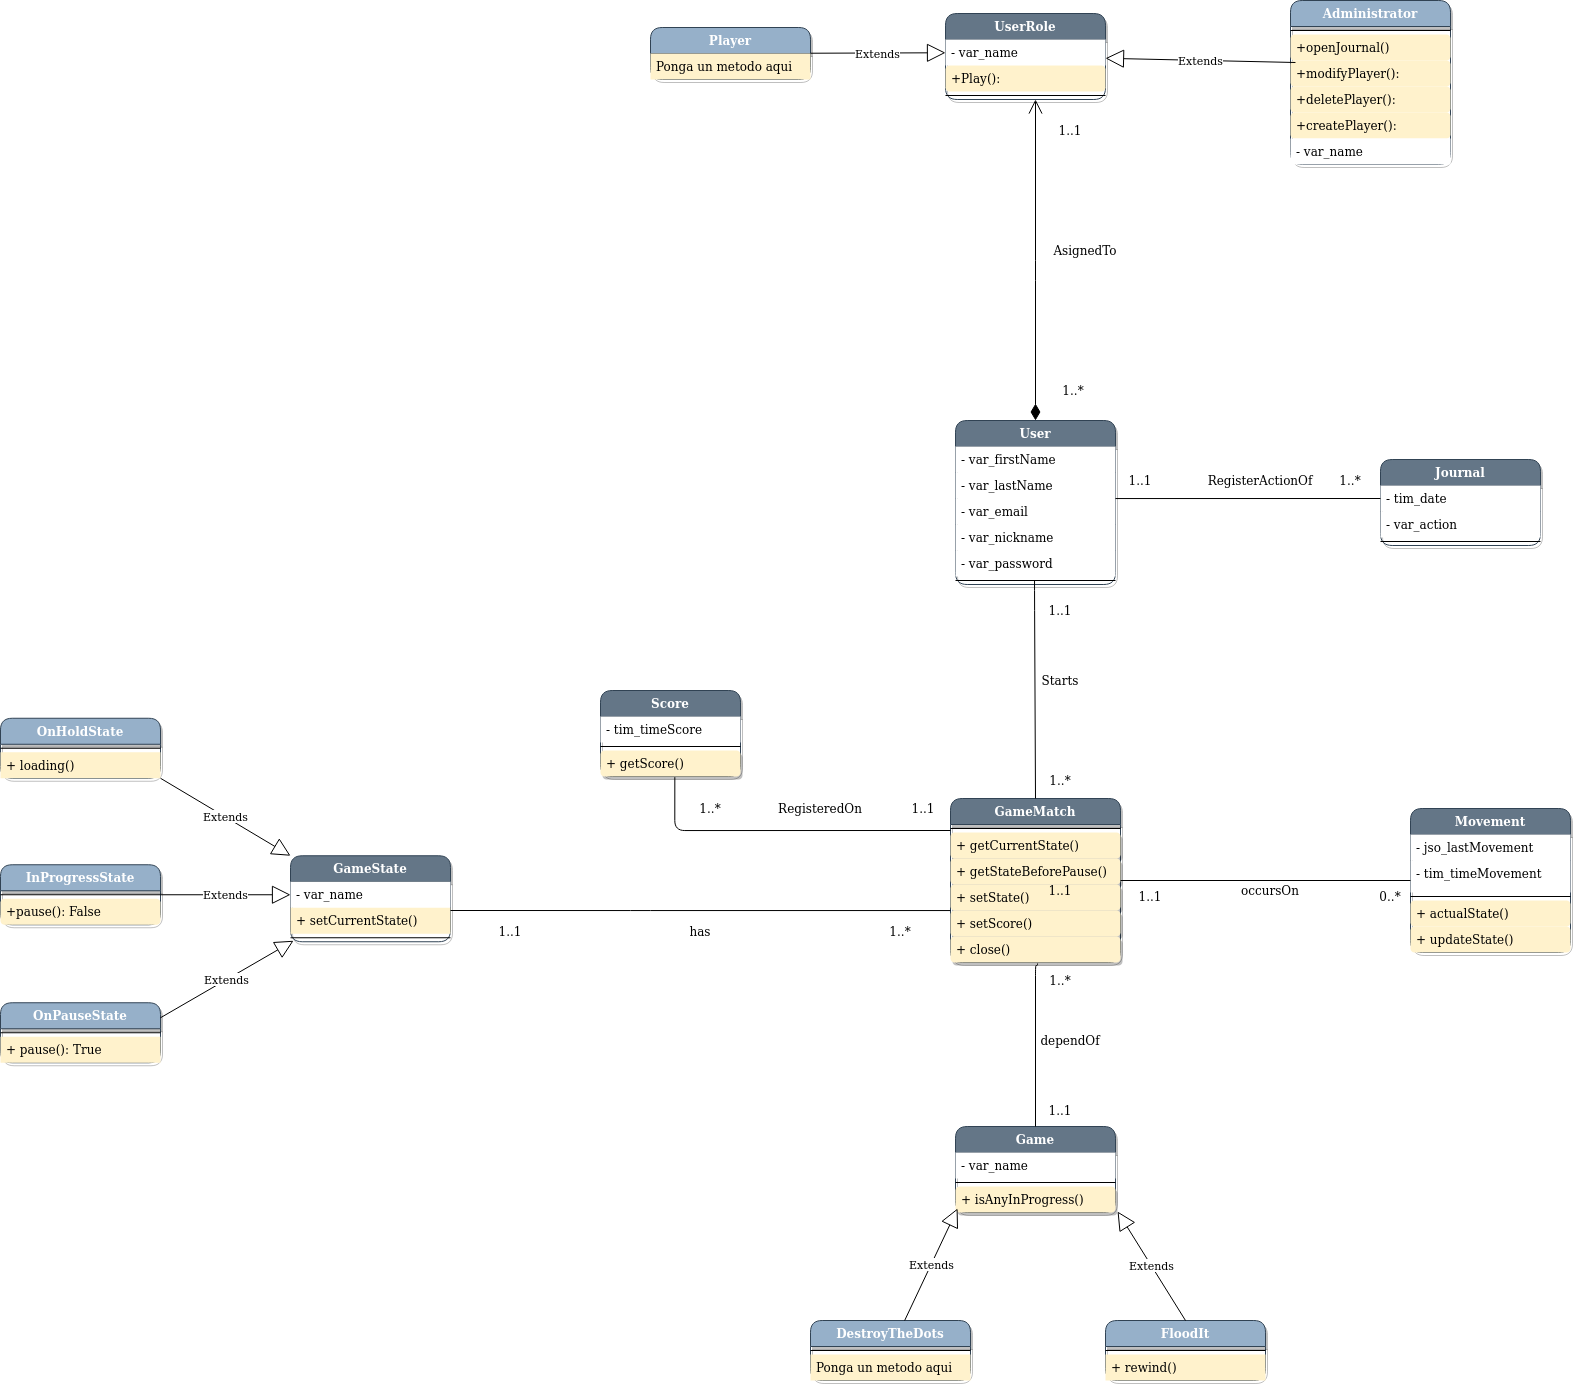 Player
Ponga un metodo aqui
Extends
UserRole
- var_name
+Play():
Extends
Administrator
+openJournal()
+modifyPlayer():
+deletePlayer():
+createPlayer():
- var_name
1..1
AsignedTo
1..*
User
- var_firstName
- var_lastName
- var_email
- var_nickname
- var_password
1..1
RegisterActionOf
1..*
Journal
- tim_date
- var_action
1..1
Starts
1..*
Score
- tim_timeScore
+ getScore()
1..*
RegisteredOn
1..1
OnHoldState
+ loading()
Extends
InProgressState
+pause(): False
Extends
OnPauseState
+ pause(): True
Extends
GameState
- var_name
+ setCurrentState()
1..1
has
1..*
GameMatch
+ getCurrentState()
+ getStateBeforePause()
+ setState()
1..1
+ setScore()
+ close()
1..1
occursOn
0..*
Movement
- jso_lastMovement
- tim_timeMovement
+ actualState()
+ updateState()
1..*
dependOf
1..1
Game
- var_name
+ isAnyInProgress()
Extends
Extends
DestroyTheDots
Ponga un metodo aqui
FloodIt
+ rewind()